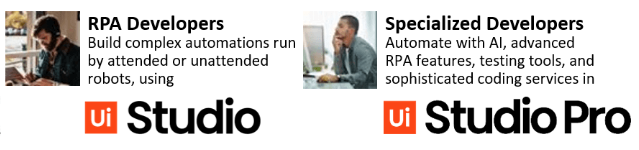 RPA Developers
Build complex automations run
by attended or unattended
robots, using
Ui Studio
Specialized Developers
Automate with AI, advanced
RPA features, testing tools, and
sophisticated coding services in
Ui Studio Pro